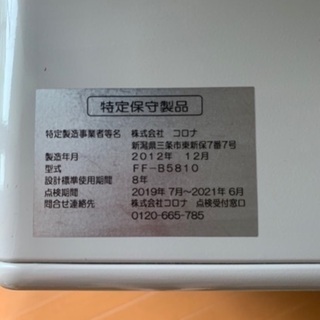 特定保守製品
特定製造事業者等名 株式会社 コロナ
新潟県三条市東新保7番7号
製造年月 2012年 12月
型式 FF-B5810
設計標準使用期間 8年
点検期間 2019年 7月~2021年 6月
問合せ連絡先 株式会社コロナ 点検受付窓口
0120-665-785